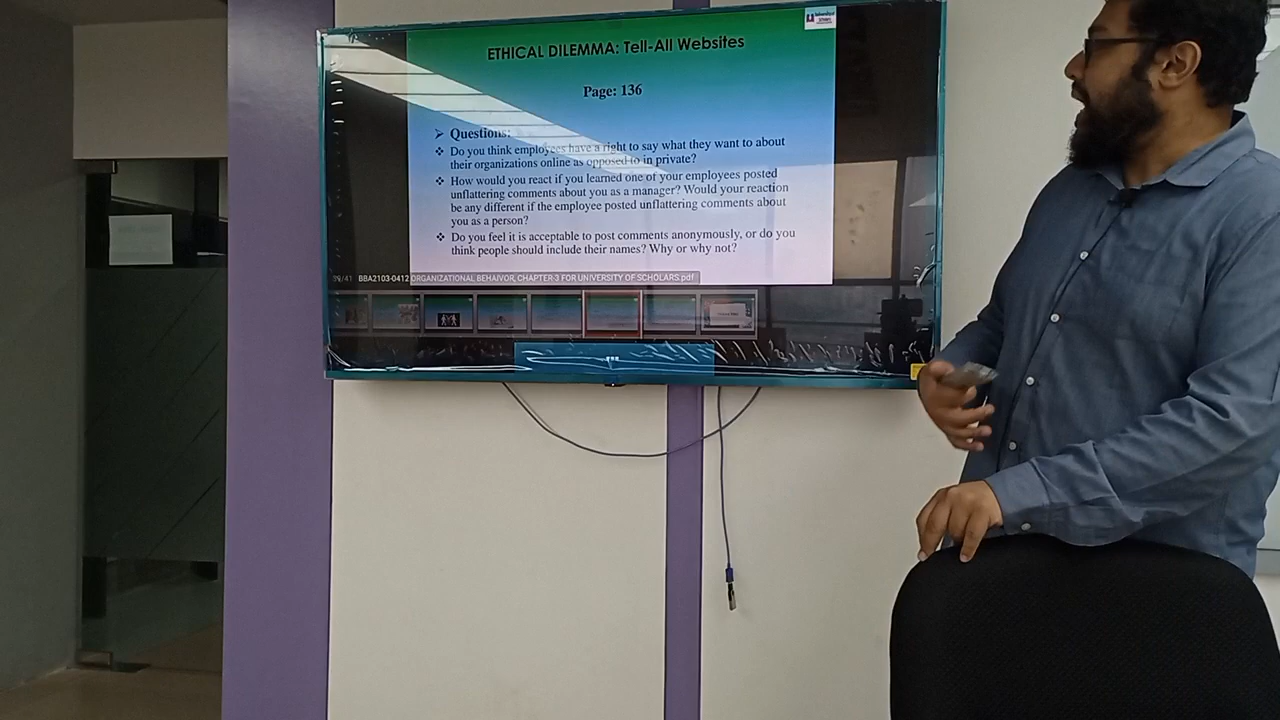 ETHICAL DILEMMA: Tell-All Websites
Page: 136
➢ Questions:
❖ Do you think employees have a right to say what they want to about
their organizations online as opposed to in private?
❖ How would you react if you learned one of your employees posted
unflattering comments about you as a manager? Would your reaction
be any different if the employee posted unflattering comments about
you as a person?
❖ Do you feel it is acceptable to post comments anonymously, or do you
think people should include their names? Why or why not?
39/41 BBA2103-0412 ORGANIZATIONAL BEHAIVOR, CHAPTER-3 FOR UNIVERSITY OF SCHOLARS.pdf